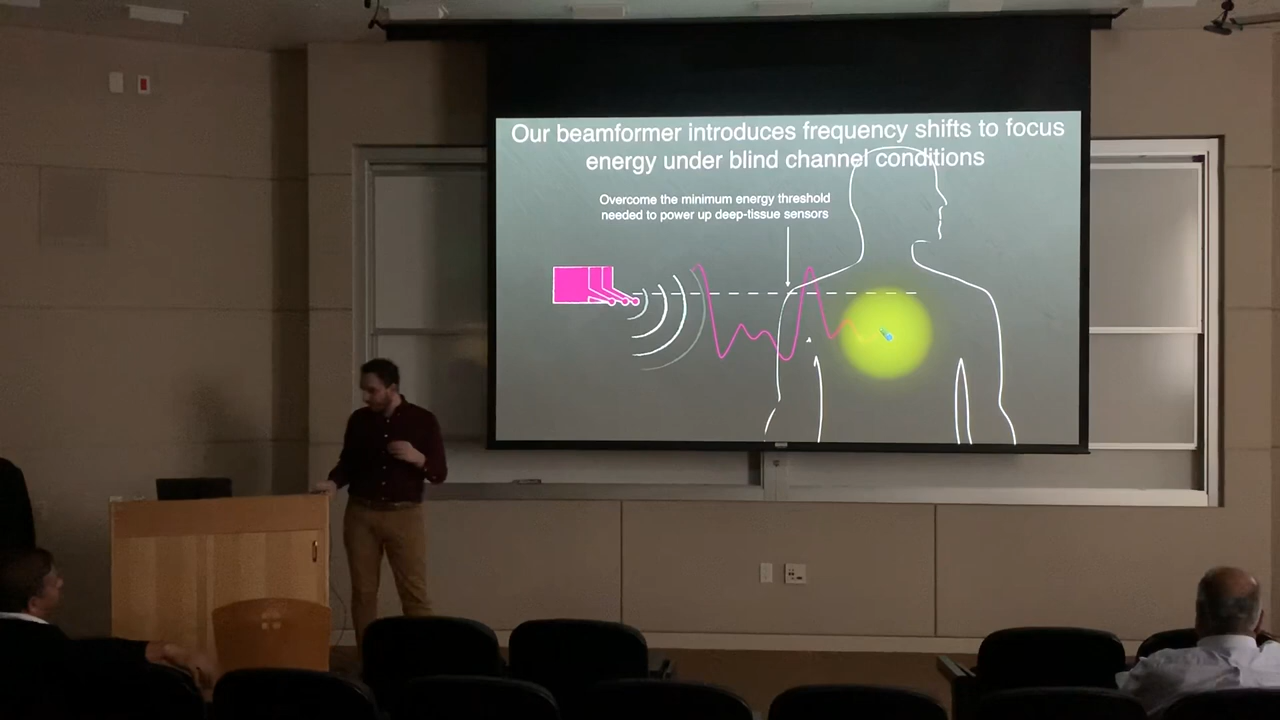 Our beamformer introduces frequency shifts to focus
energy under blind channel conditions
Overcome the minimum energy threshold
needed to power up deep-tissue sensors